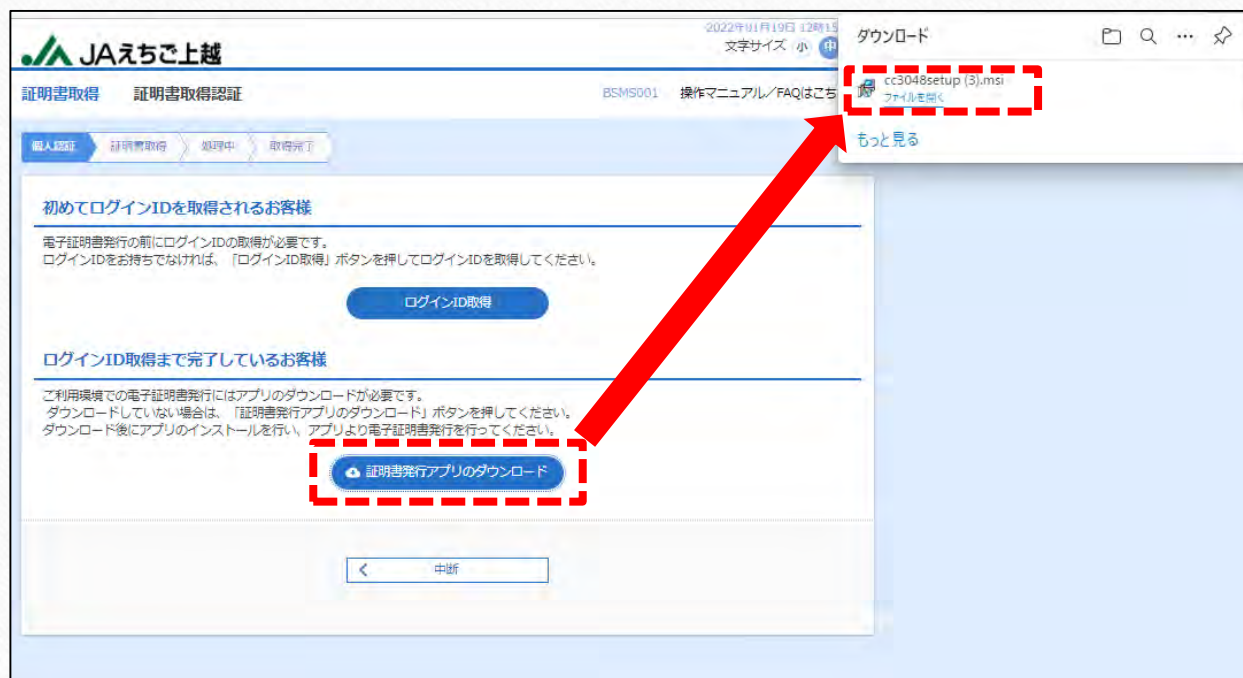 JAえちご上越
2022年01月19日 12時15
文字サイズ 小 中
証明書取得 証明書取得認証
BSMS001 操作マニュアル/FAQはこち
ダウンロード
cc3048setup (3).msi
ファイルを開く
もっと見る
個人認証 証明書取得 処理中 取得完了
初めてログインIDを取得されるお客様
電子証明書発行の前にログインIDの取得が必要です。
ログインIDをお持ちでなければ、「ログインID取得」ボタンを押してログインIDを取得してください。
ログインID取得
ログインID取得まで完了しているお客様
ご利用環境での電子証明書発行にはアプリのダウンロードが必要です。
ダウンロードしていない場合は、「証明書発行アプリのダウンロード」ボタンを押してください。
ダウンロード後にアプリのインストールを行い、アプリより電子証明書発行を行ってください。
証明書発行アプリのダウンロード
中断